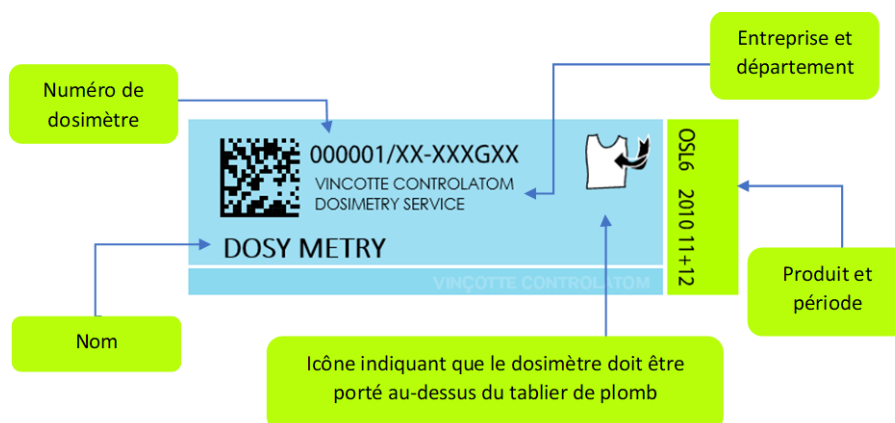 Entreprise et
département
Numéro de
dosimètre
000001/XX-XXXGXX
VINCOTTE CONTROLATOM
DOSIMETRY SERVICE
DOSY METRY
VINÇOTTE CONTROLATOM
OSL6 2010 11+12
Produit et
période
Nom
Icône indiquant que le dosimètre doit être
porté au-dessus du tablier de plomb